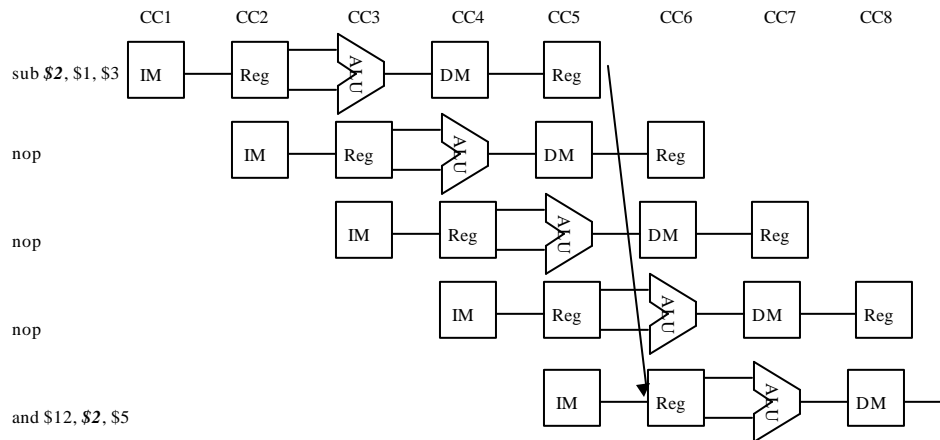 CC1 CC2 CC3 CC4 CC5 CC6 CC7 CC8
sub $2, $1, $3 IM Reg ALU DM Reg
nop IM Reg ALU DM Reg
nop IM Reg ALU DM Reg
nop IM Reg ALU DM Reg
and $12, $2, $5 IM Reg ALU DM